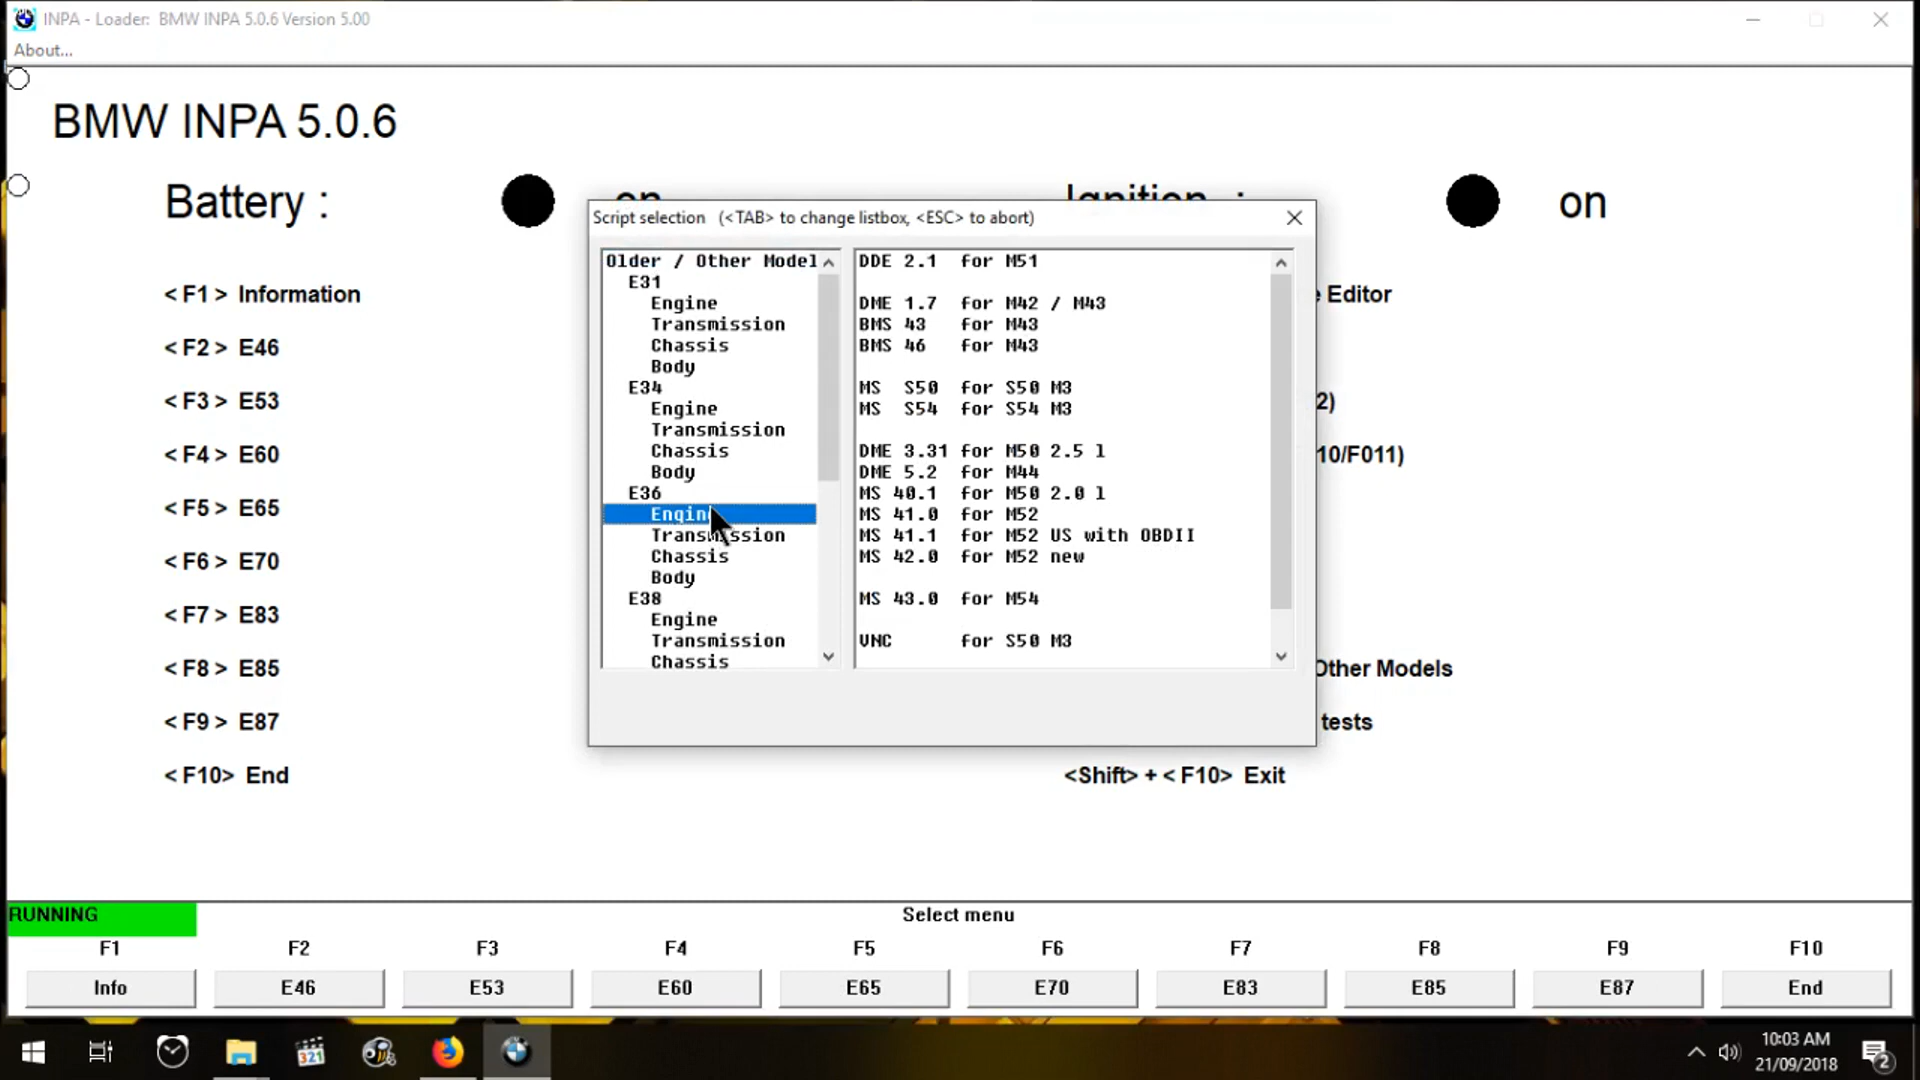 INPA - Loader: BMW INPA 5.0.6 Version 5.00
About...
BMW INPA 5.0.6
Battery :
on
Ignition :
on
< F1 > Information
< F2 > E46
< F3 > E53
< F4 > E60
< F5 > E65
< F6 > E70
< F7 > E83
< F8 > E85
< F9 > E87
< F10> End
Editor
2)
10/F011)
Other Models
tests
<Shift> + < F10> Exit
Script selection (<TAB> to change listbox, <ESC> to abort)
Older / Other Model
E31
Engine
Transmission
Chassis
Body
E34
Engine
Transmission
Chassis
Body
E36
Engine
Transmission
Chassis
Body
E38
Engine
Transmission
Chassis
DDE 2.1 for M51
DME 1.7 for M42 / M43
BMS 43 for M43
BMS 46 for M43
MS S50 for S50 M3
MS S54 for S54 M3
DME 3.31 for M50 2.5 l
DME 5.2 for M44
MS 40.1 for M50 2.0 l
MS 41.0 for M52
MS 41.1 for M52 US with OBDII
MS 42.0 for M52 new
MS 43.0 for M54
VNC for S50 M3
RUNNING
Select menu
F1 F2 F3 F4 F5 F6 F7 F8 F9 F10
Info E46 E53 E60 E65 E70 E83 E85 E87 End
321
10:03 AM
21/09/2018
2